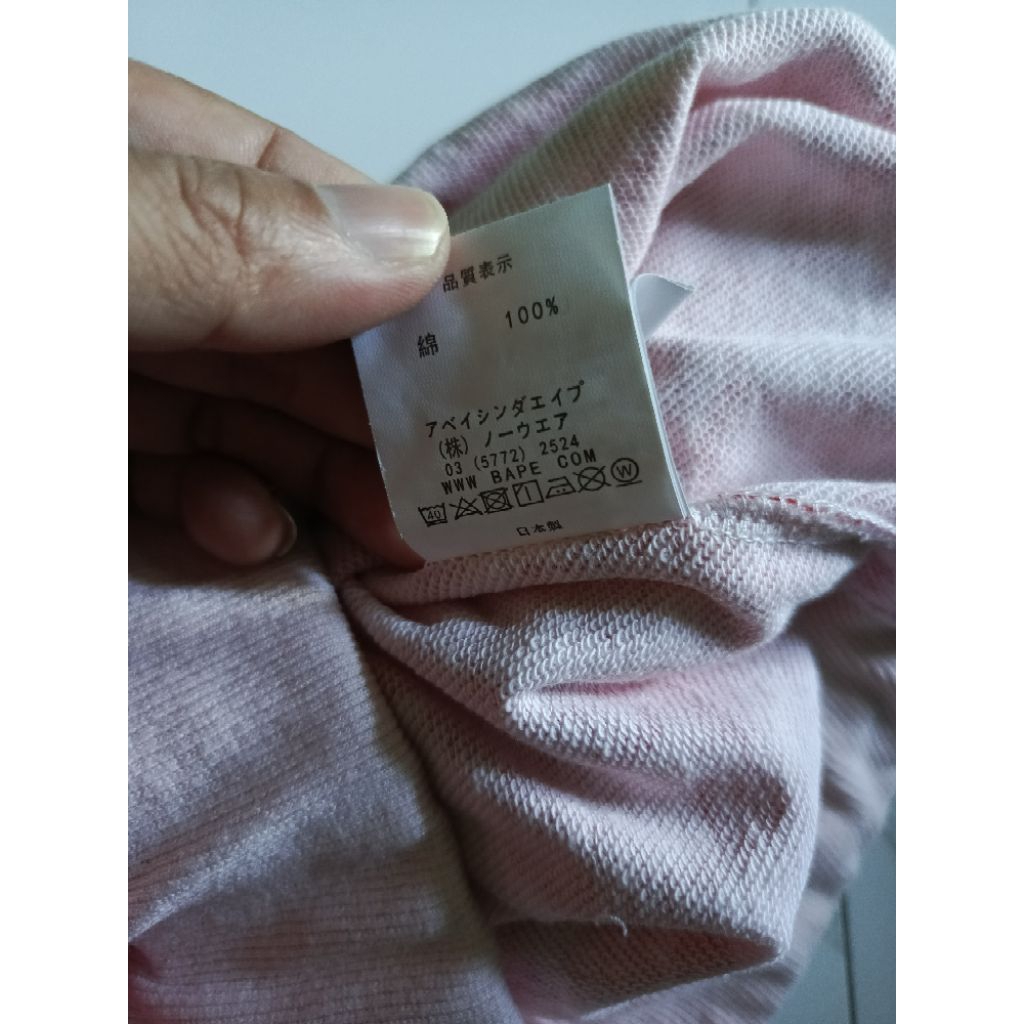 品質表示
綿 100%
アベイシンダエイプ
(株) ノーウエア
03 (5772) 2524
WWW BAPE COM
40 W
日本製